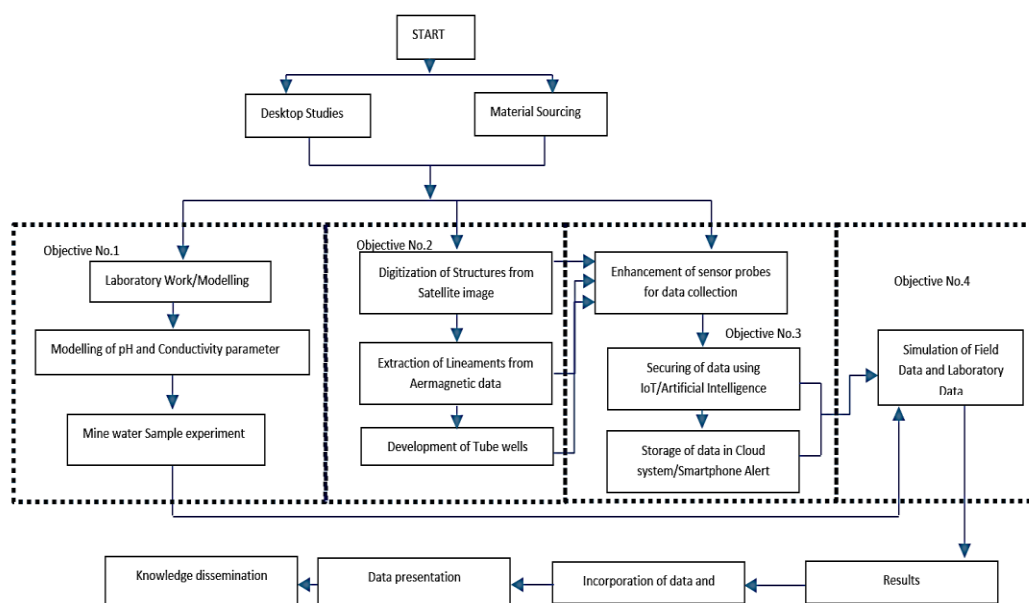 START
Desktop Studies
Material Sourcing
Objective No.1
Laboratory Work/Modelling
Modelling of pH and Conductivity parameter
Mine water Sample experiment
Objective No.2
Digitization of Structures from
Satellite image
Extraction of Lineaments from
Aermagnetic data
Development of Tube wells
Enhancement of sensor probes
for data collection
Objective No.3
Securing of data using
IoT/Artificial Intelligence
Storage of data in Cloud
system/Smartphone Alert
Objective No.4
Simulation of Field
Data and Laboratory
Data
Knowledge dissemination
Data presentation
Incorporation of data and
Results